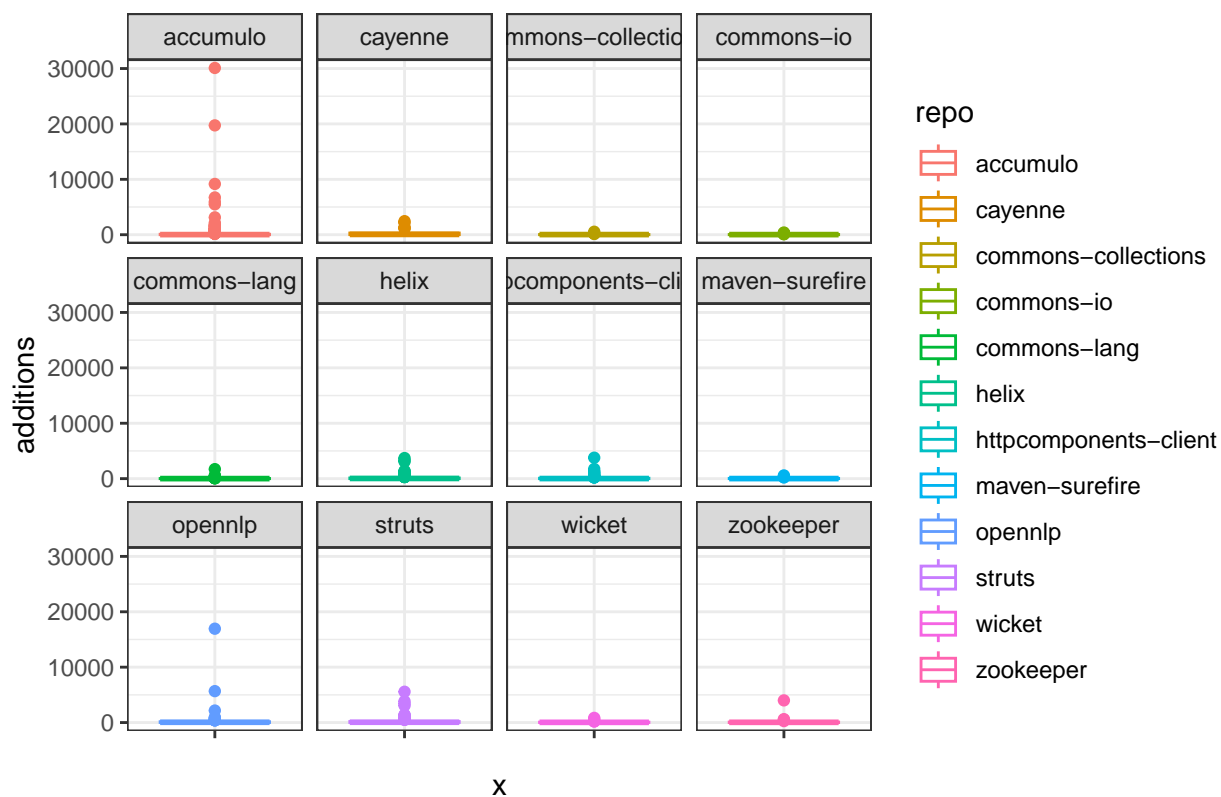 accumulo
cayenne
mmons−collectio
commons−io
30000
20000
10000
0
commons−lang
helix
ocomponents−cli
maven−surefire
30000
20000
10000
0
opennlp
struts
wicket
zookeeper
30000
20000
10000
0
additions
x
repo
accumulo
cayenne
commons−collections
commons−io
commons−lang
helix
httpcomponents−client
maven−surefire
opennlp
struts
wicket
zookeeper